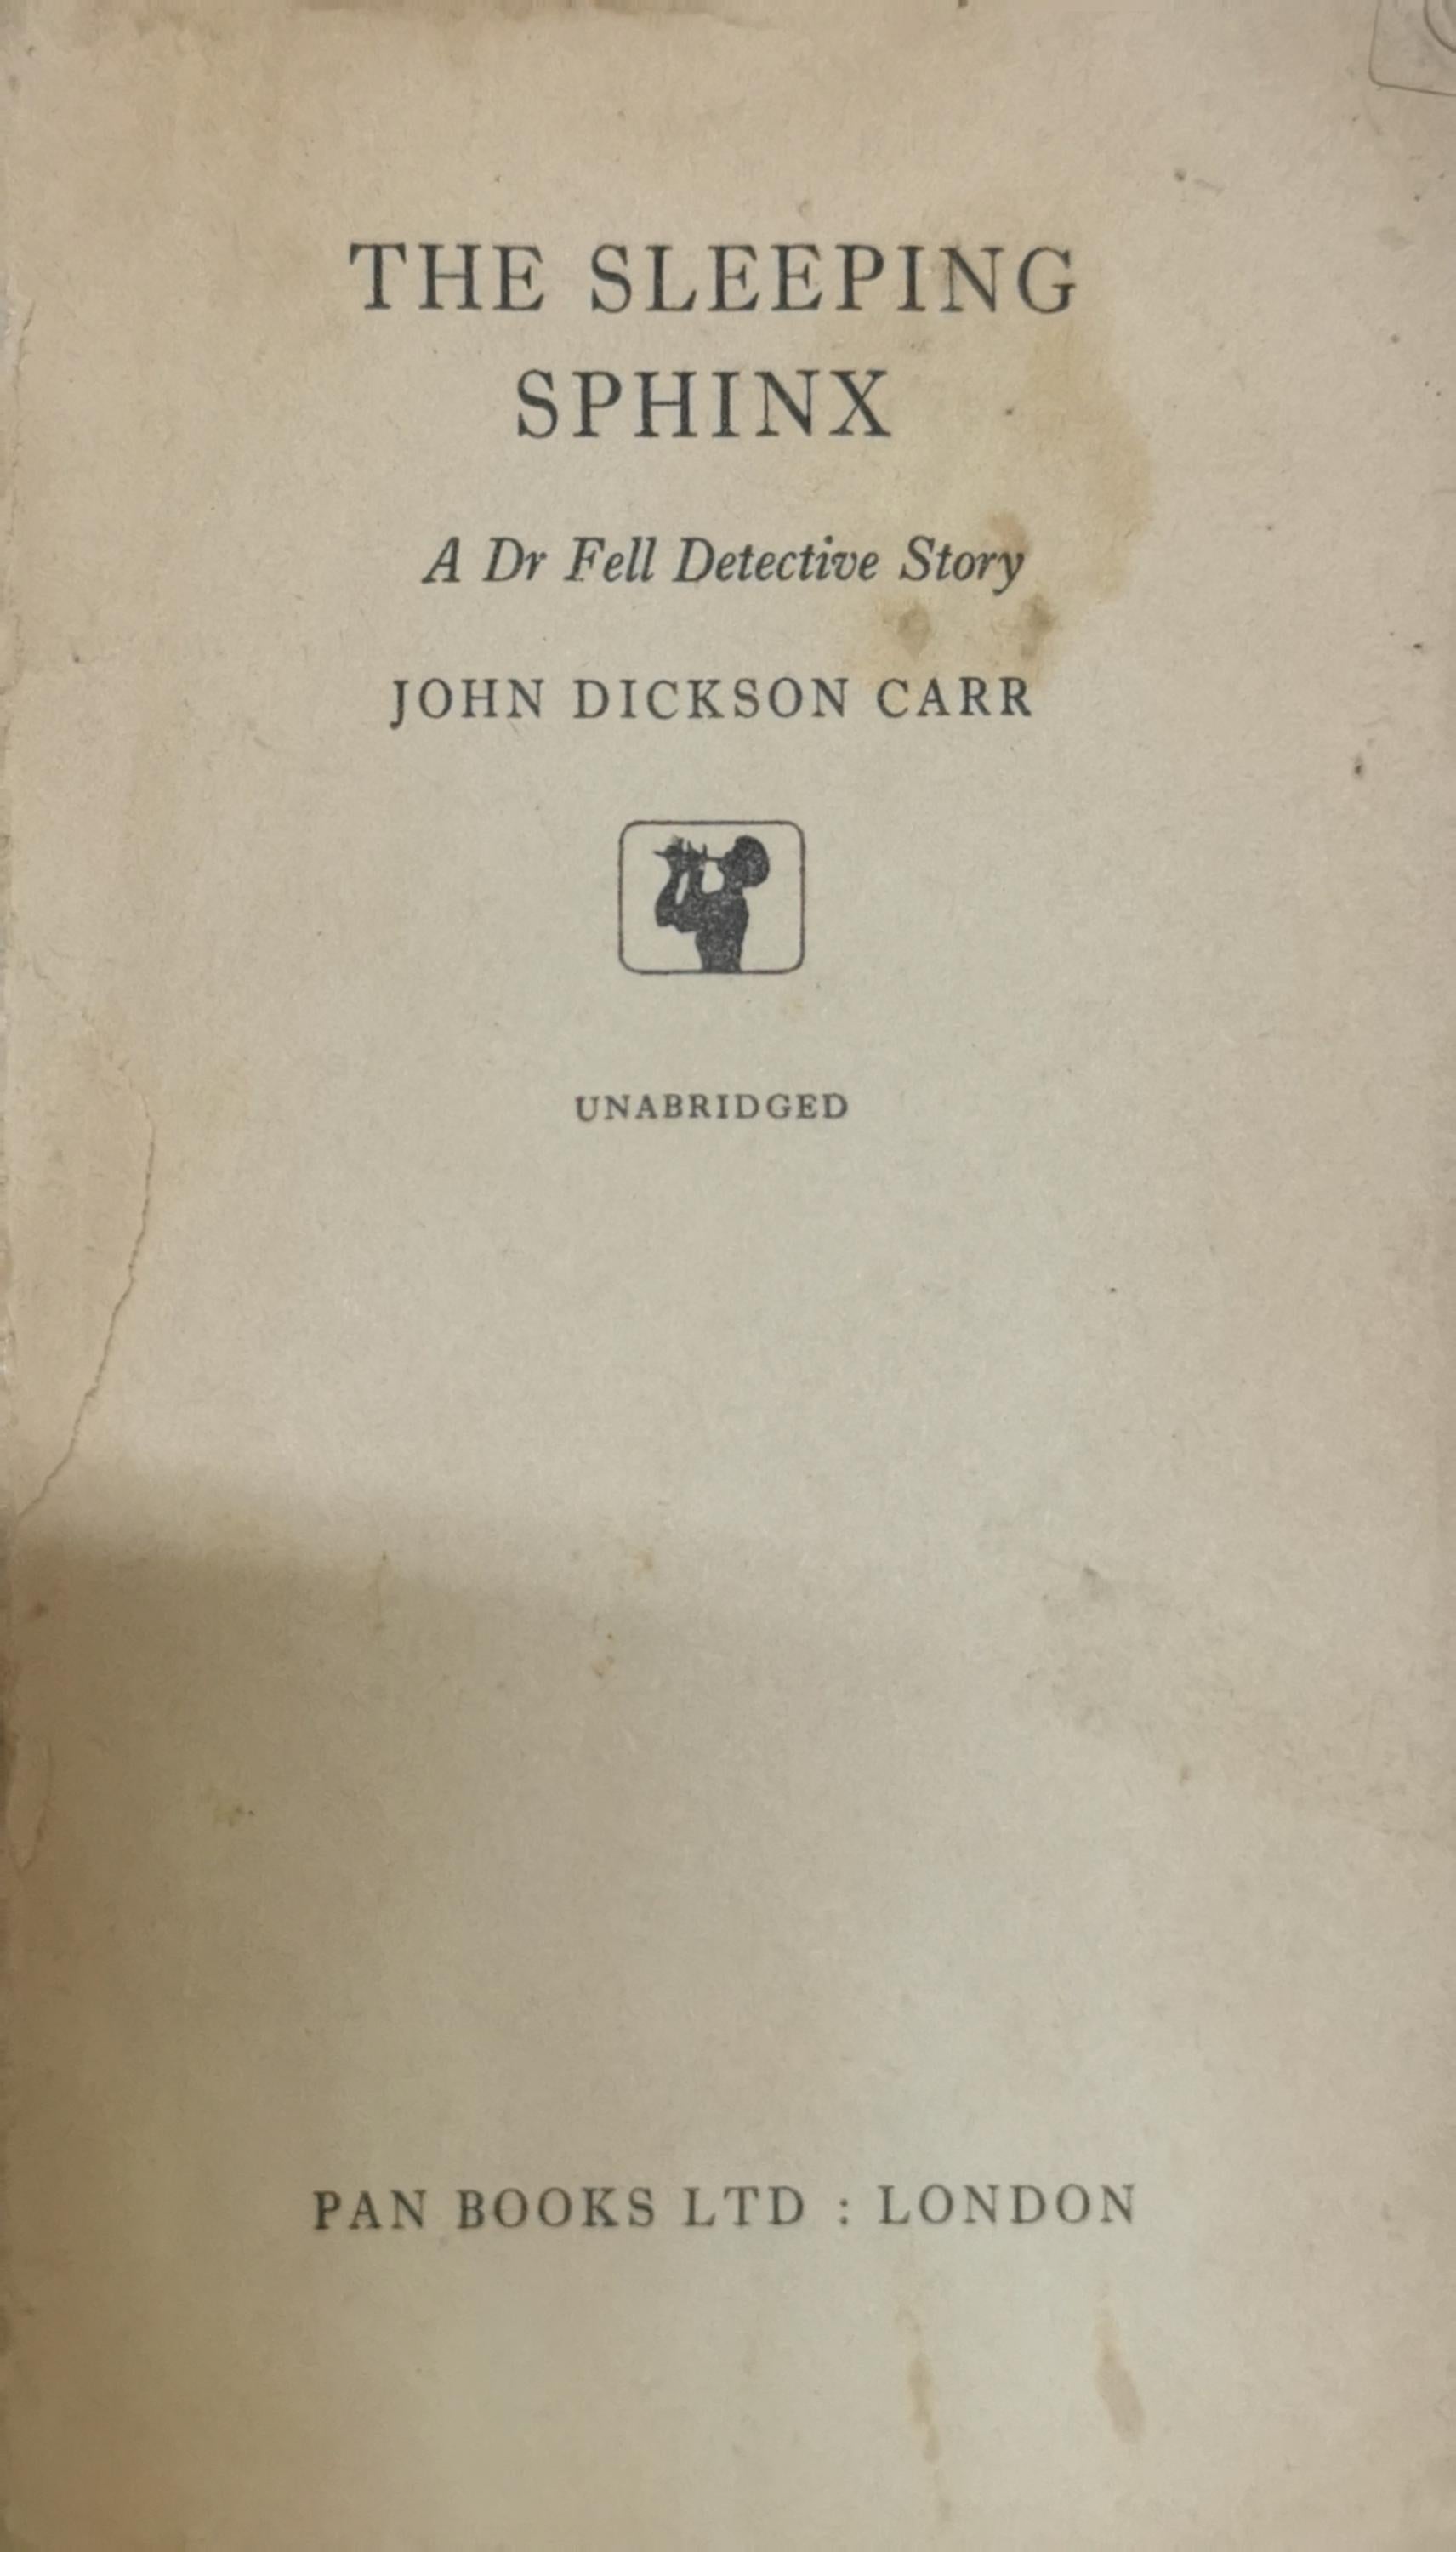 THE SLEEPING
SPHINX
A Dr Fell Detective Story
JOHN DICKSON CARR
UNABRIDGED
PAN BOOKS LTD : LONDON